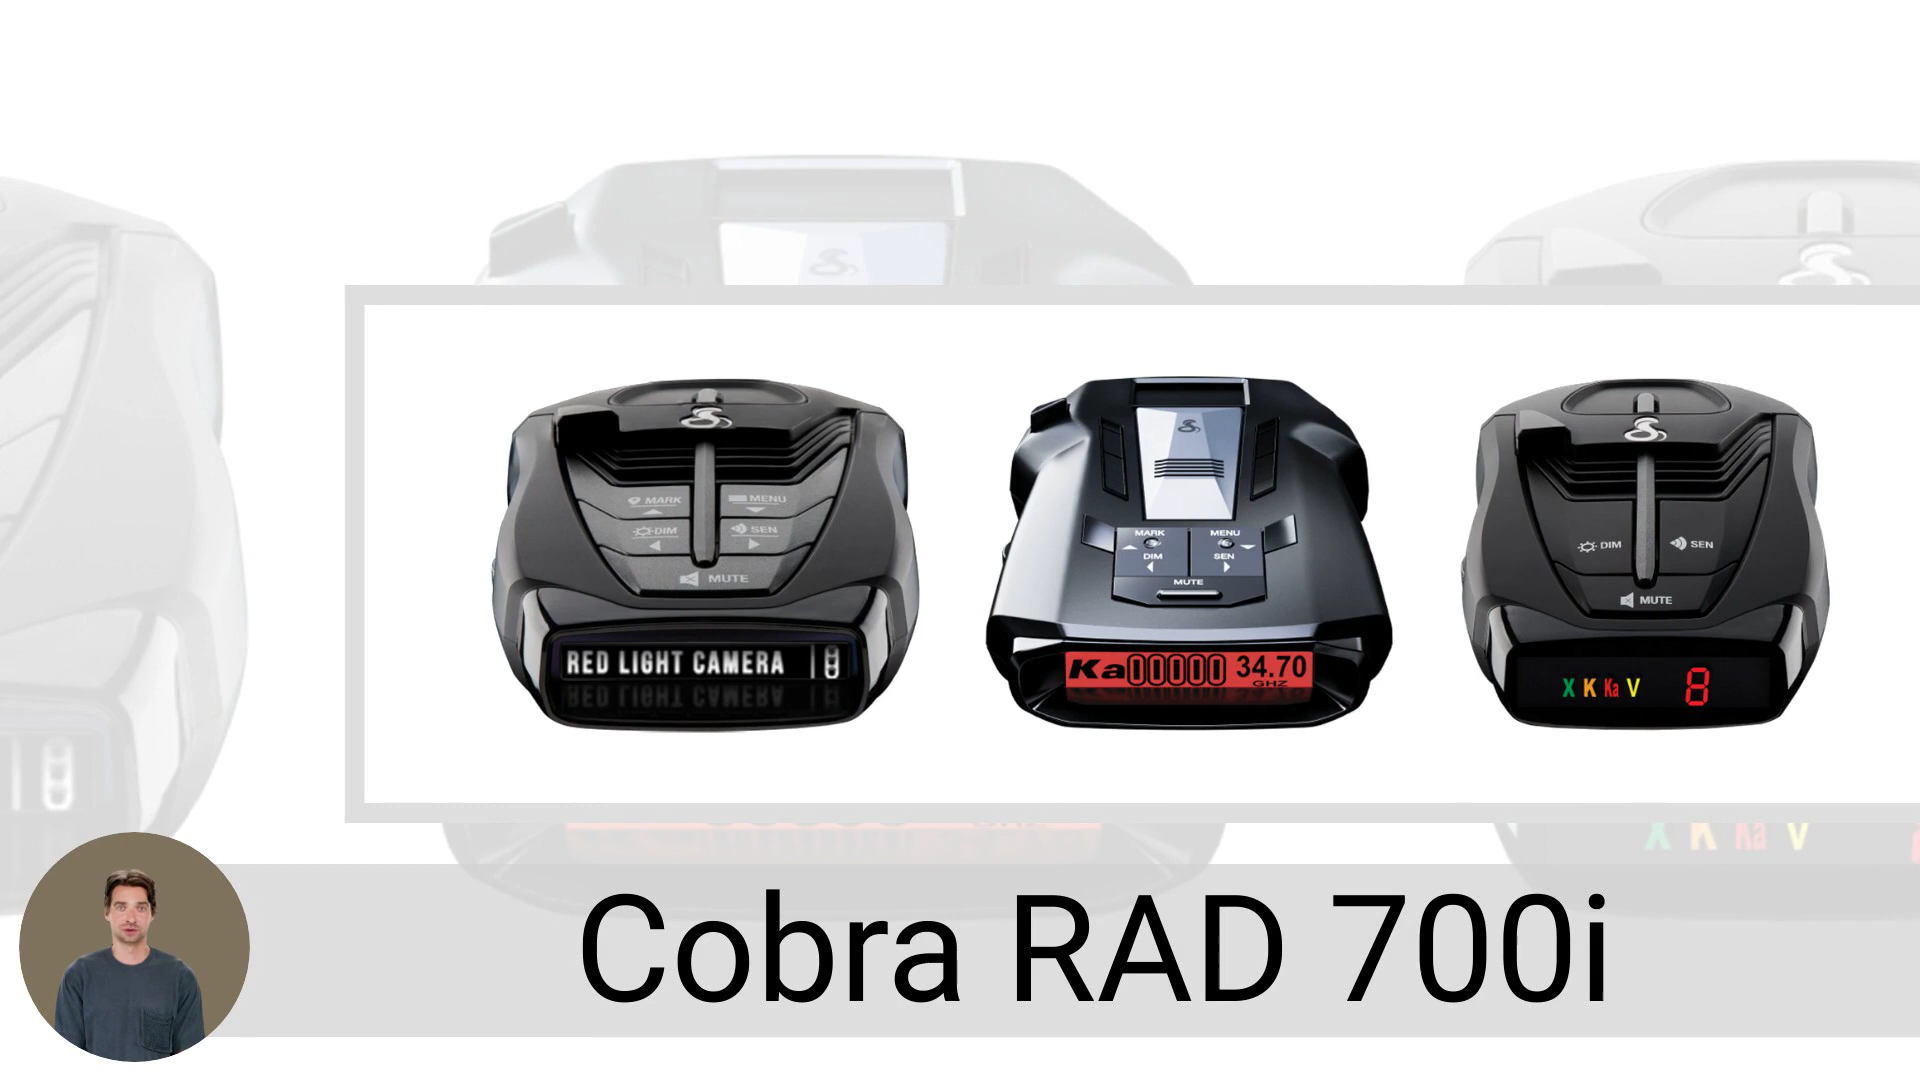 MARK MENU
DIM SEN
MUTE
RED LIGHT CAMERA
MARK MENU
DIM SEN
MUTE
Ka 34.70
GHZ
DIM SEN
MUTE
X K Ka V 8
X K Ka V
Cobra RAD 700i